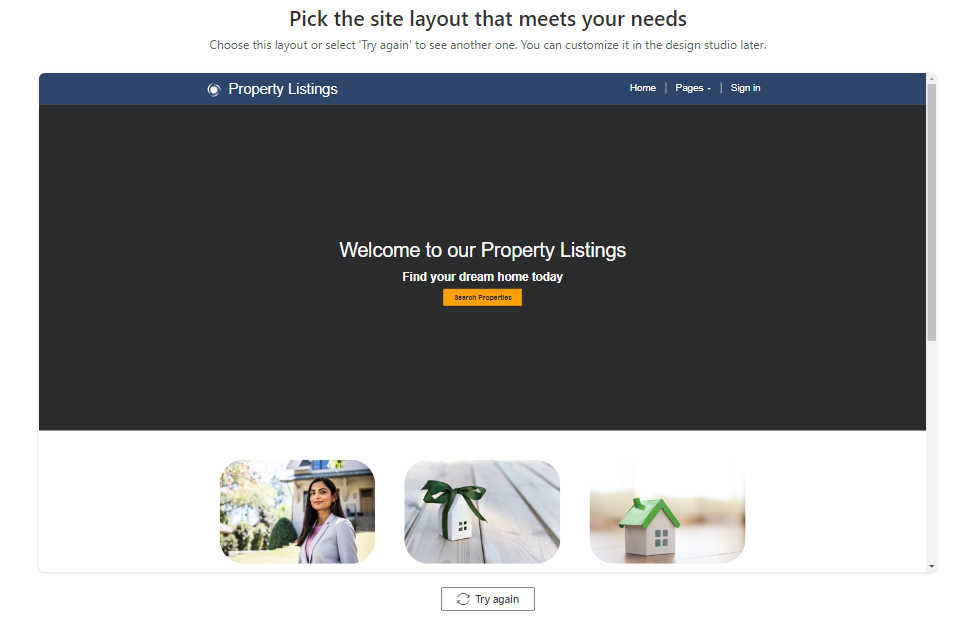 Pick the site layout that meets your needs
Choose this layout or select 'Try again' to see another one. You can customize it in the design studio later.
Property Listings
Home | Pages | Sign in
Welcome to our Property Listings
Find your dream home today
Search Properties
Try again